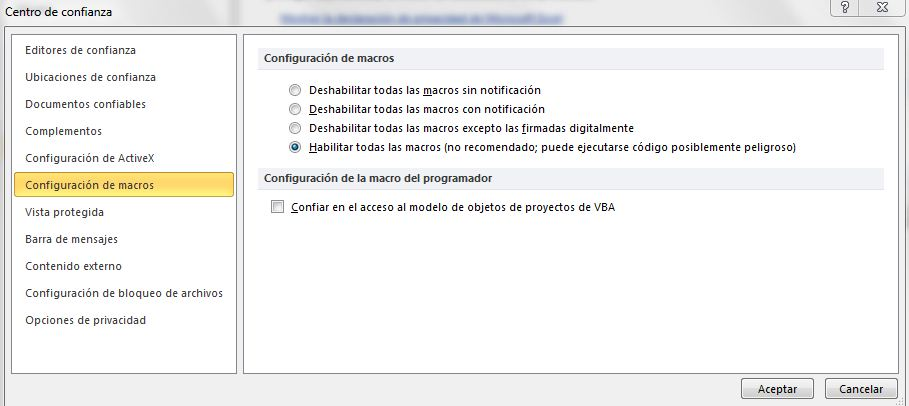 Mostrar la declaración de privacidad de Microsoft Excel
Centro de confianza
Editores de confianza
Ubicaciones de confianza
Documentos confiables
Complementos
Configuración de ActiveX
Configuración de macros
Vista protegida
Barra de mensajes
Contenido externo
Configuración de bloqueo de archivos
Opciones de privacidad
Configuración de macros
Deshabilitar todas las macros sin notificación
Deshabilitar todas las macros con notificación
Deshabilitar todas las macros excepto las firmadas digitalmente
Habilitar todas las macros (no recomendado; puede ejecutarse código posiblemente peligroso)
Configuración de la macro del programador
Confiar en el acceso al modelo de objetos de proyectos de VBA
Aceptar
Cancelar